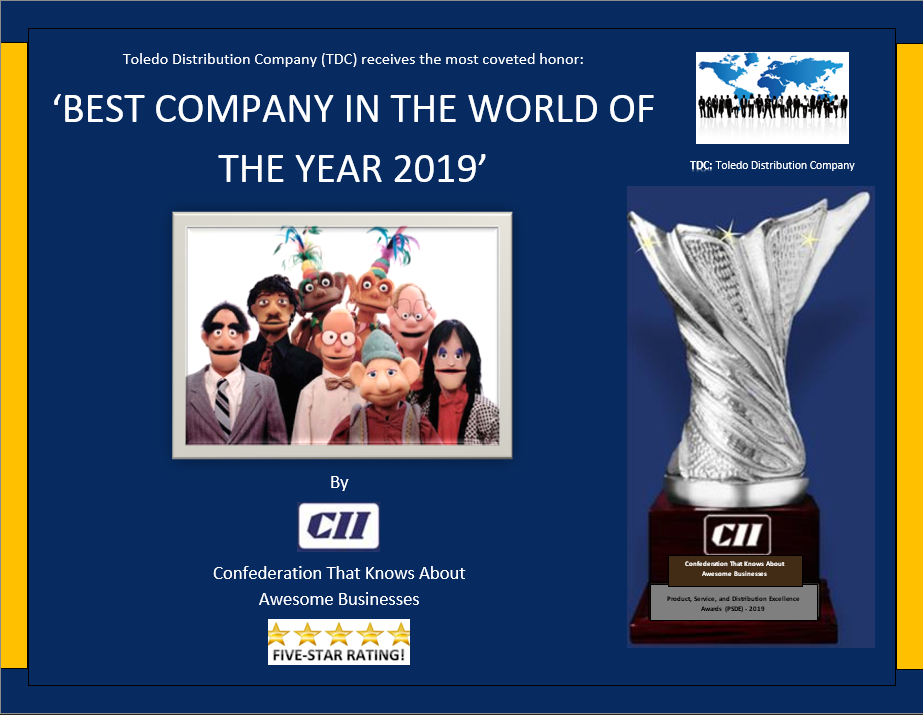 Toledo Distribution Company (TDC) receives the most coveted honor:
‘BEST COMPANY IN THE WORLD OF
THE YEAR 2019’
TDC: Toledo Distribution Company
By
CII
Confederation That Knows About
Awesome Businesses
FIVE-STAR RATING!
CII
Confederation That Knows About
Awesome Businesses
Product, Service, and Distribution Excellence
Awards (PSDE) - 2019